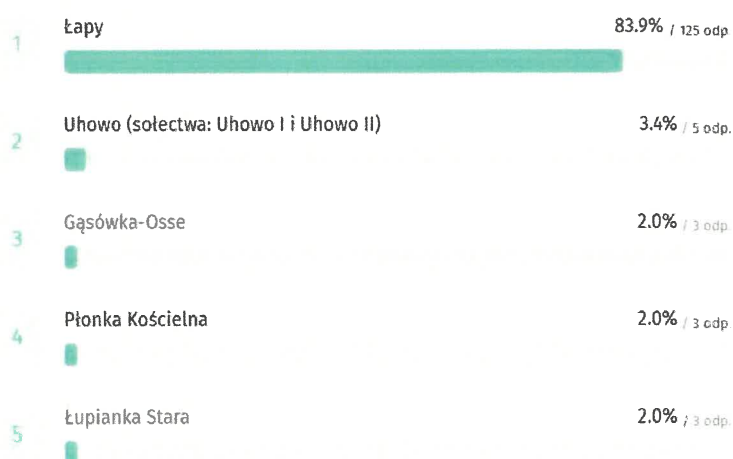 1 Łapy 83.9% / 125 odp.
2 Uhowo (sołectwa: Uhowo I i Uhowo II) 3.4% / 5 odp.
3 Gąsówka-Osse 2.0% / 3 odp.
4 Płonka Kościelna 2.0% / 3 odp.
5 Łupianka Stara 2.0% / 3 odp.